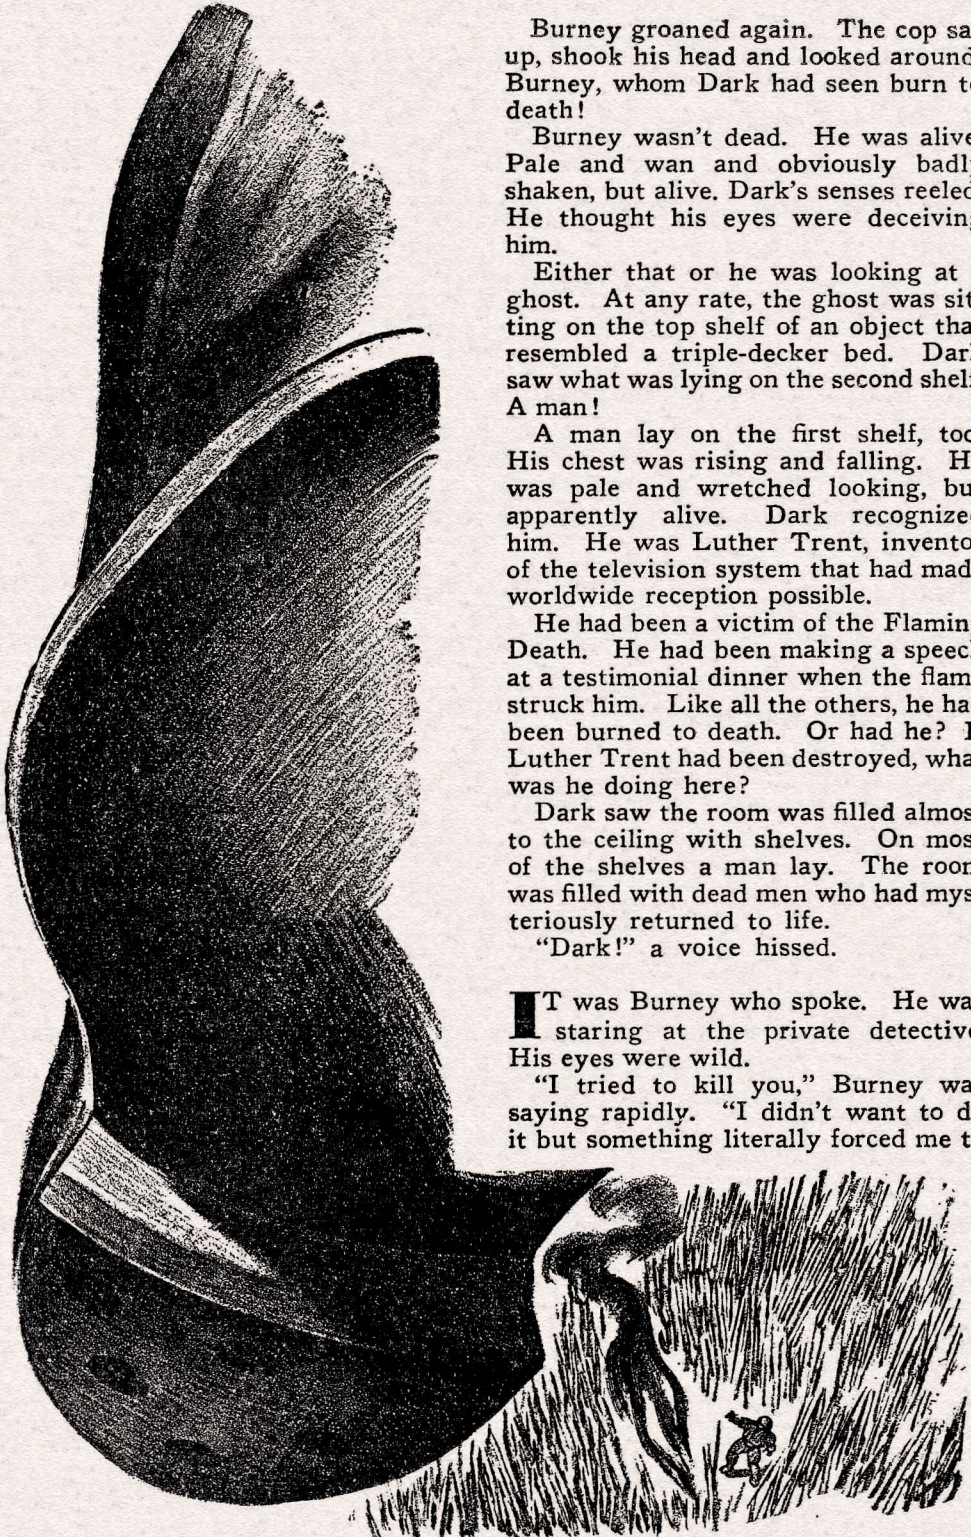 Burney groaned again. The cop sa
up, shook his head and looked around
Burney, whom Dark had seen burn t
death!
Burney wasn't dead. He was alive
Pale and wan and obviously badl
shaken, but alive. Dark's senses reeled
He thought his eyes were deceivin
him.
Either that or he was looking at
ghost. At any rate, the ghost was sit
ting on the top shelf of an object tha
resembled a triple-decker bed. Dar
saw what was lying on the second shel
A man!
A man lay on the first shelf, too
His chest was rising and falling. H
was pale and wretched looking, bu
apparently alive. Dark recognize
him. He was Luther Trent, invento
of the television system that had mad
worldwide reception possible.
He had been a victim of the Flamin
Death. He had been making a speec
at a testimonial dinner when the flam
struck him. Like all the others, he ha
been burned to death. Or had he? I
Luther Trent had been destroyed, wha
was he doing here?
Dark saw the room was filled almos
to the ceiling with shelves. On mos
of the shelves a man lay. The room
was filled with dead men who had mys
teriously returned to life.
“Dark!” a voice hissed.
IT was Burney who spoke. He wa
staring at the private detective
His eyes were wild.
“I tried to kill you,” Burney wa
saying rapidly. “I didn't want to d
it but something literally forced me t